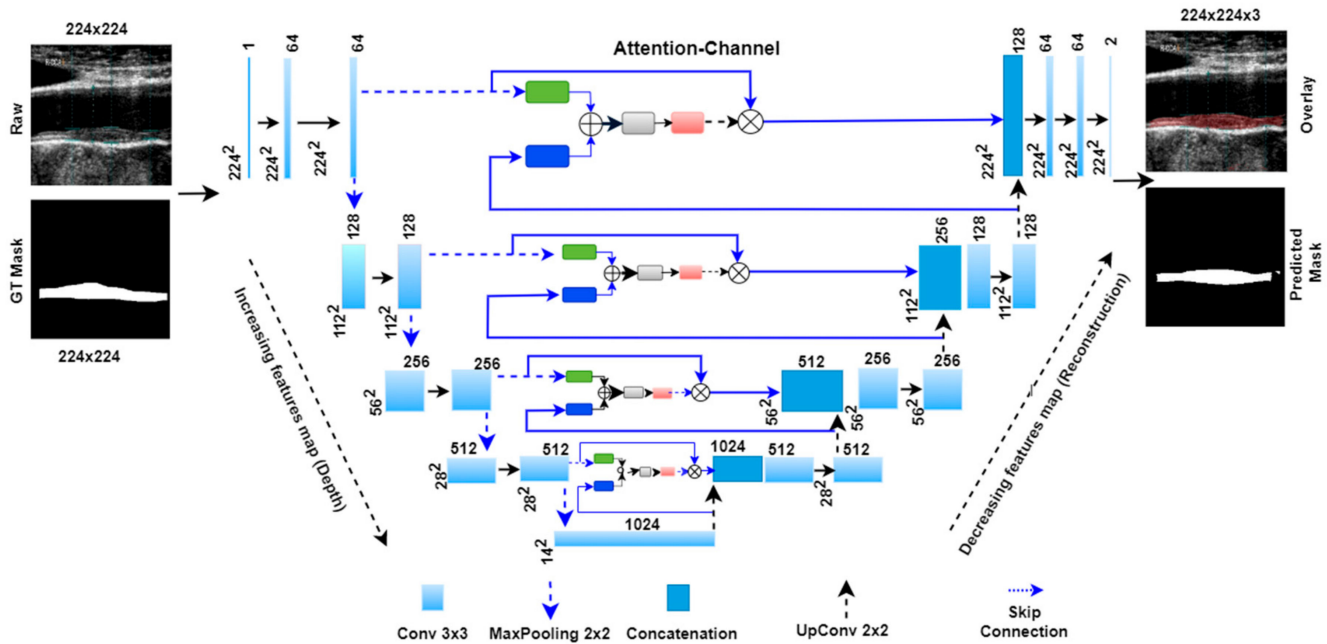 224x224
Raw
GT Mask
224x224
1
64
64
224²
224²
224²
Attention-Channel
128
64
64
2
224²
224²
224²
224²
224x224x3
Overlay
Predicted
Mask
128
128
112²
112²
256
128
128
112²
112²
256
256
56²
512
256
256
56²
56²
56²
512
512
28²
28²
1024
512
512
28²
1024
14²
Increasing features map (Depth)
Decreasing features map (Reconstruction)
Conv 3x3
MaxPooling 2x2
Concatenation
UpConv 2x2
Skip
Connection